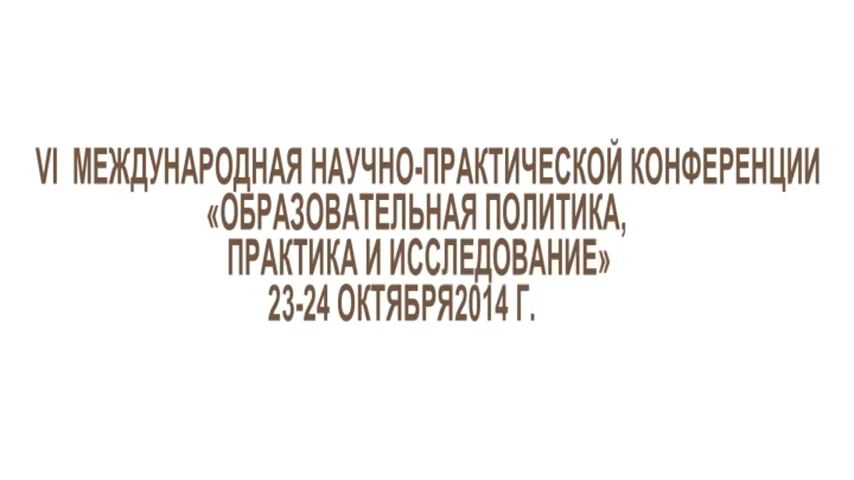 VI МЕЖДУНАРОДНАЯ НАУЧНО-ПРАКТИЧЕСКОЙ КОНФЕРЕНЦИИ
«ОБРАЗОВАТЕЛЬНАЯ ПОЛИТИКА,
ПРАКТИКА И ИССЛЕДОВАНИЕ»
23-24 ОКТЯБРЯ2014 Г.